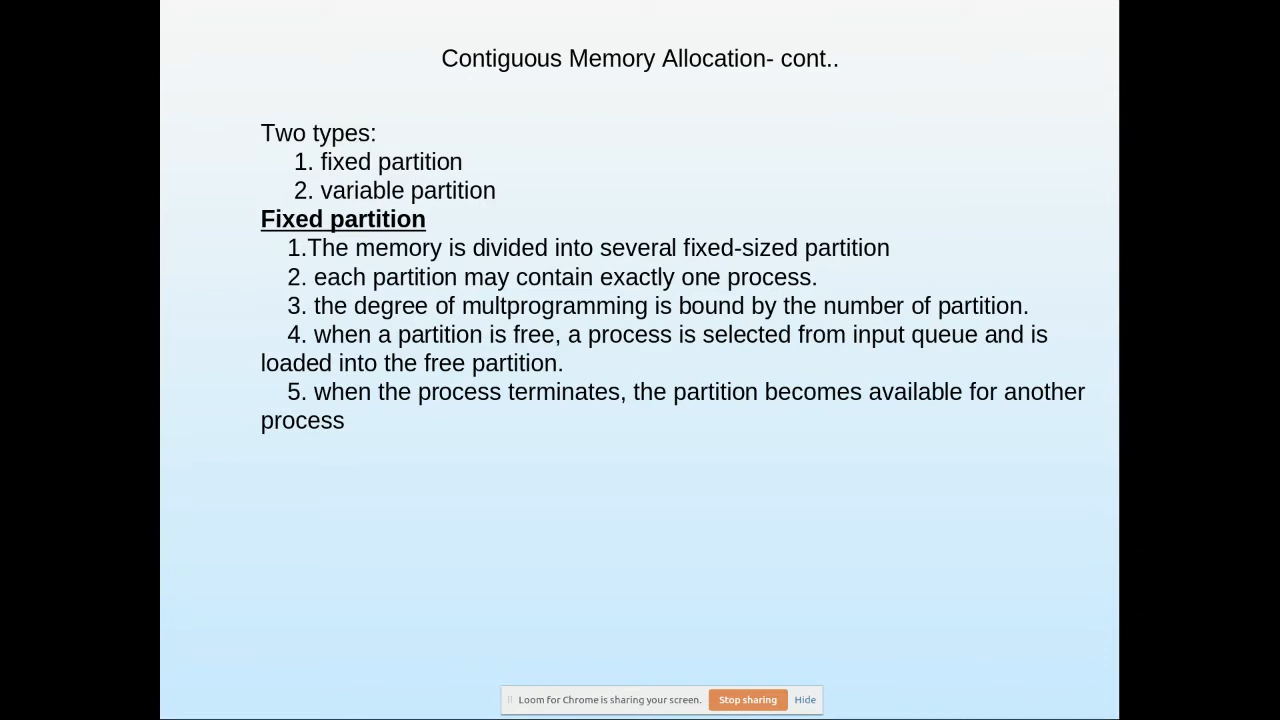 Contiguous Memory Allocation- cont..
Two types:
1. fixed partition
2. variable partition
Fixed partition
1.The memory is divided into several fixed-sized partition
2. each partition may contain exactly one process.
3. the degree of multprogramming is bound by the number of partition.
4. when a partition is free, a process is selected from input queue and is
loaded into the free partition.
5. when the process terminates, the partition becomes available for another
process
Loom for Chrome is sharing your screen. Stop sharing Hide